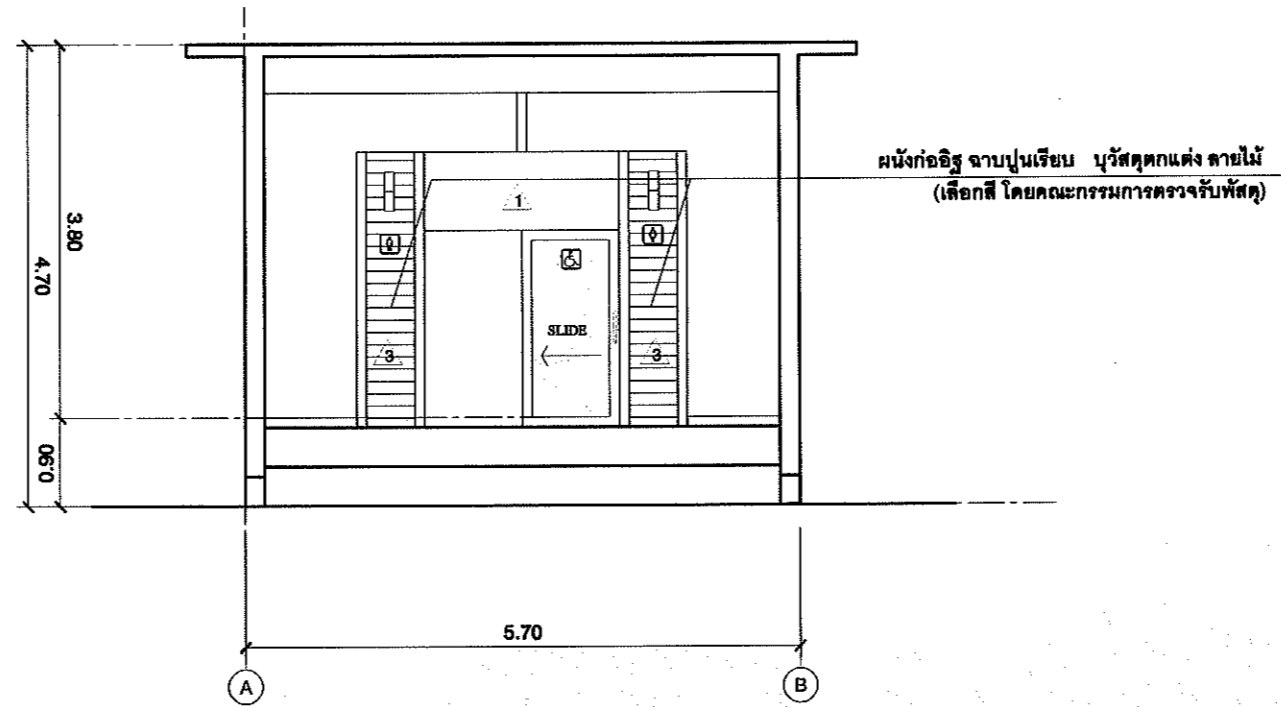 ผนังก่ออิฐ ฉาบปูนเรียบ บุวัสดุตกแต่ง ลายไม้
(เลือกสี โดยคณะกรรมการตรวจรับพัสดุ)
1
3.80
4.70
SLIDE
3
3
0.90
5.70
A
B